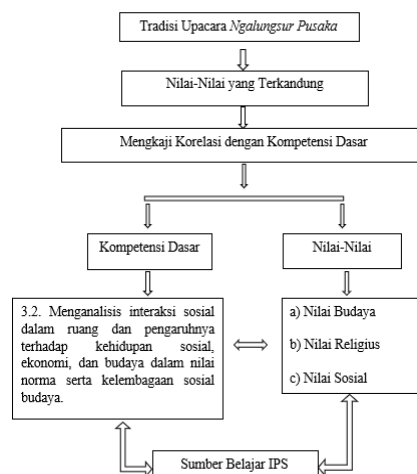 Tradisi Upacara Ngalungsur Pusaka
Nilai-Nilai yang Terkandung
Mengkaji Korelasi dengan Kompetensi Dasar
Kompetensi Dasar
Nilai-Nilai
3.2. Menganalisis interaksi sosial
dalam ruang dan pengaruhnya
terhadap kehidupan sosial,
ekonomi, dan budaya dalam nilai
norma serta kelembagaan sosial
budaya.
a) Nilai Budaya
b) Nilai Religius
c) Nilai Sosial
Sumber Belajar IPS